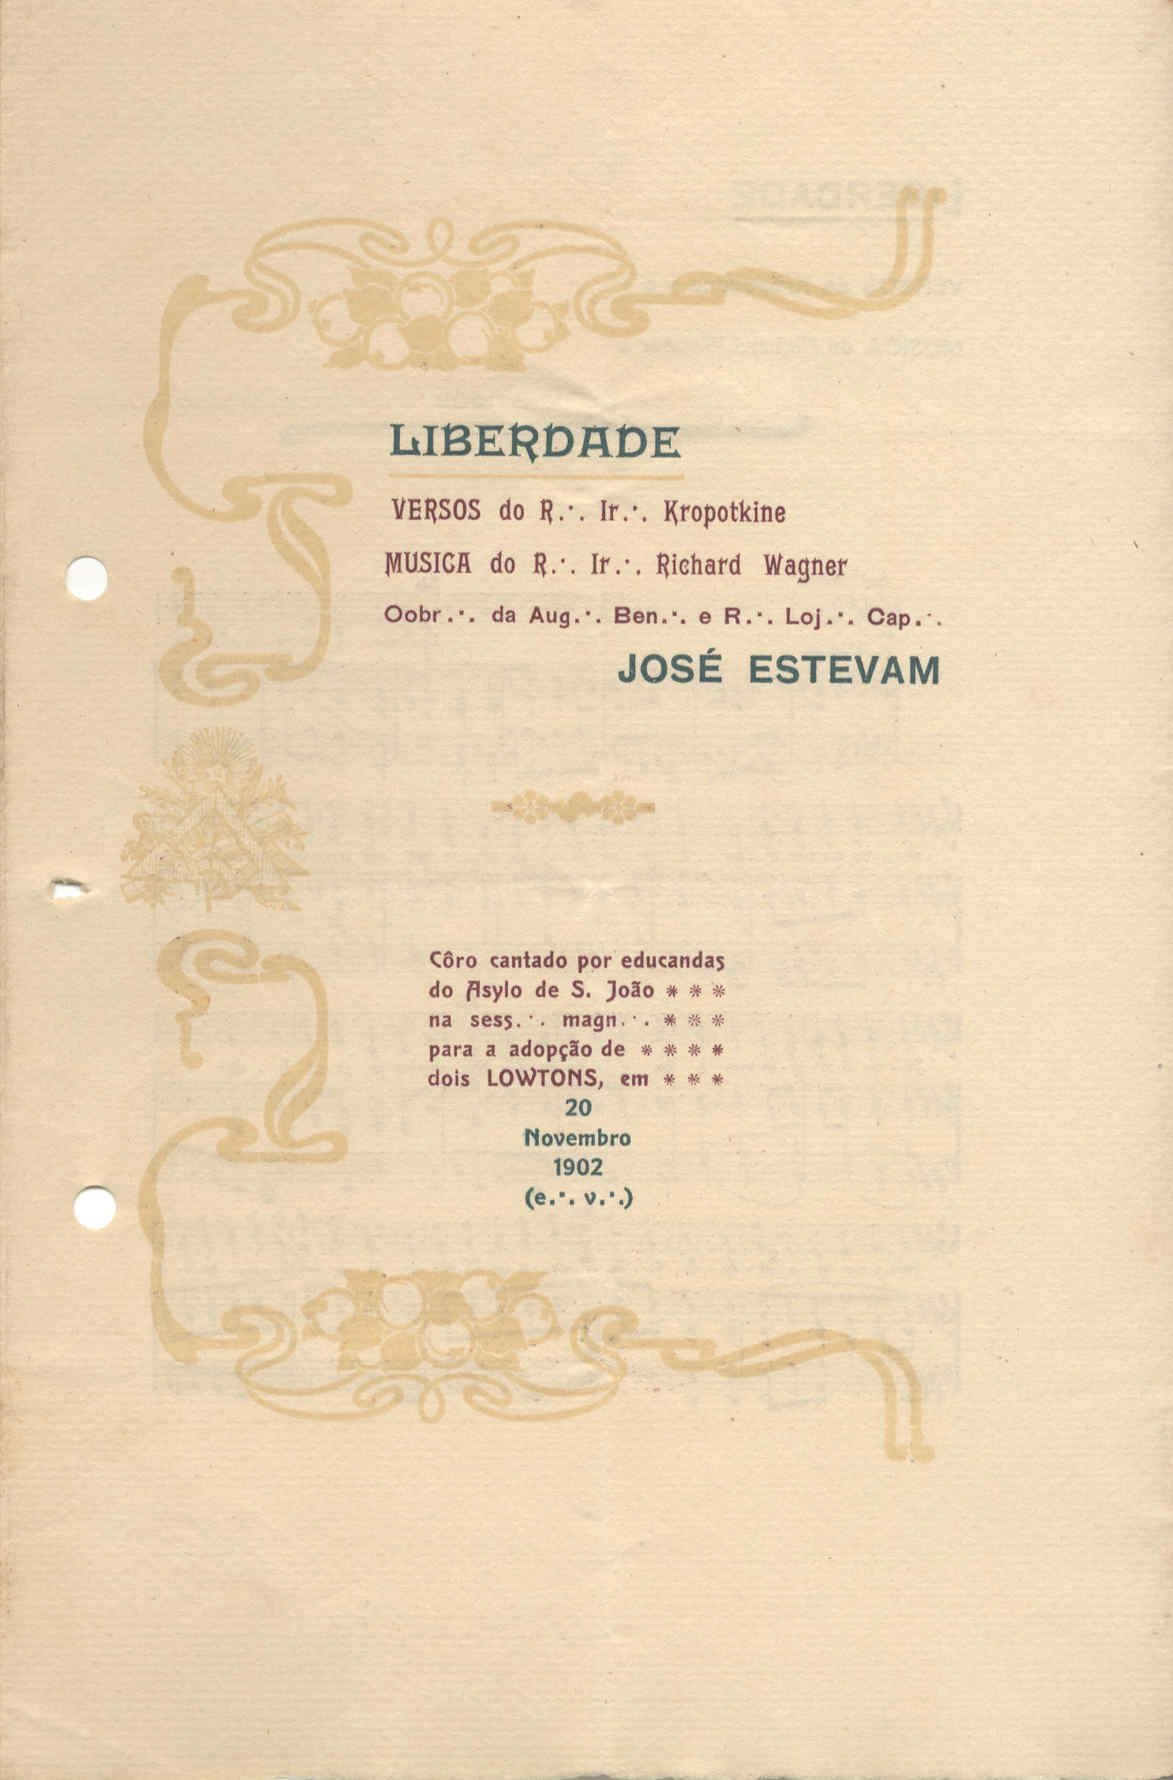 LIBERDADE
VERSOS do R.·. Ir.·. Kropotkine
MUSICA do R.·. Ir.·. Richard Wagner
Oobr.·. da Aug.·. Ben.·. e R.·. Loj.·. Cap.·.
JOSÉ ESTEVAM
Côro cantado por educandas
do Asylo de S. João * * *
na sess.·. magn.·. * * *
para a adopção de * * * *
dois LOWTONS, em * * *
20
Novembro
1902
(e.·. v.·.)